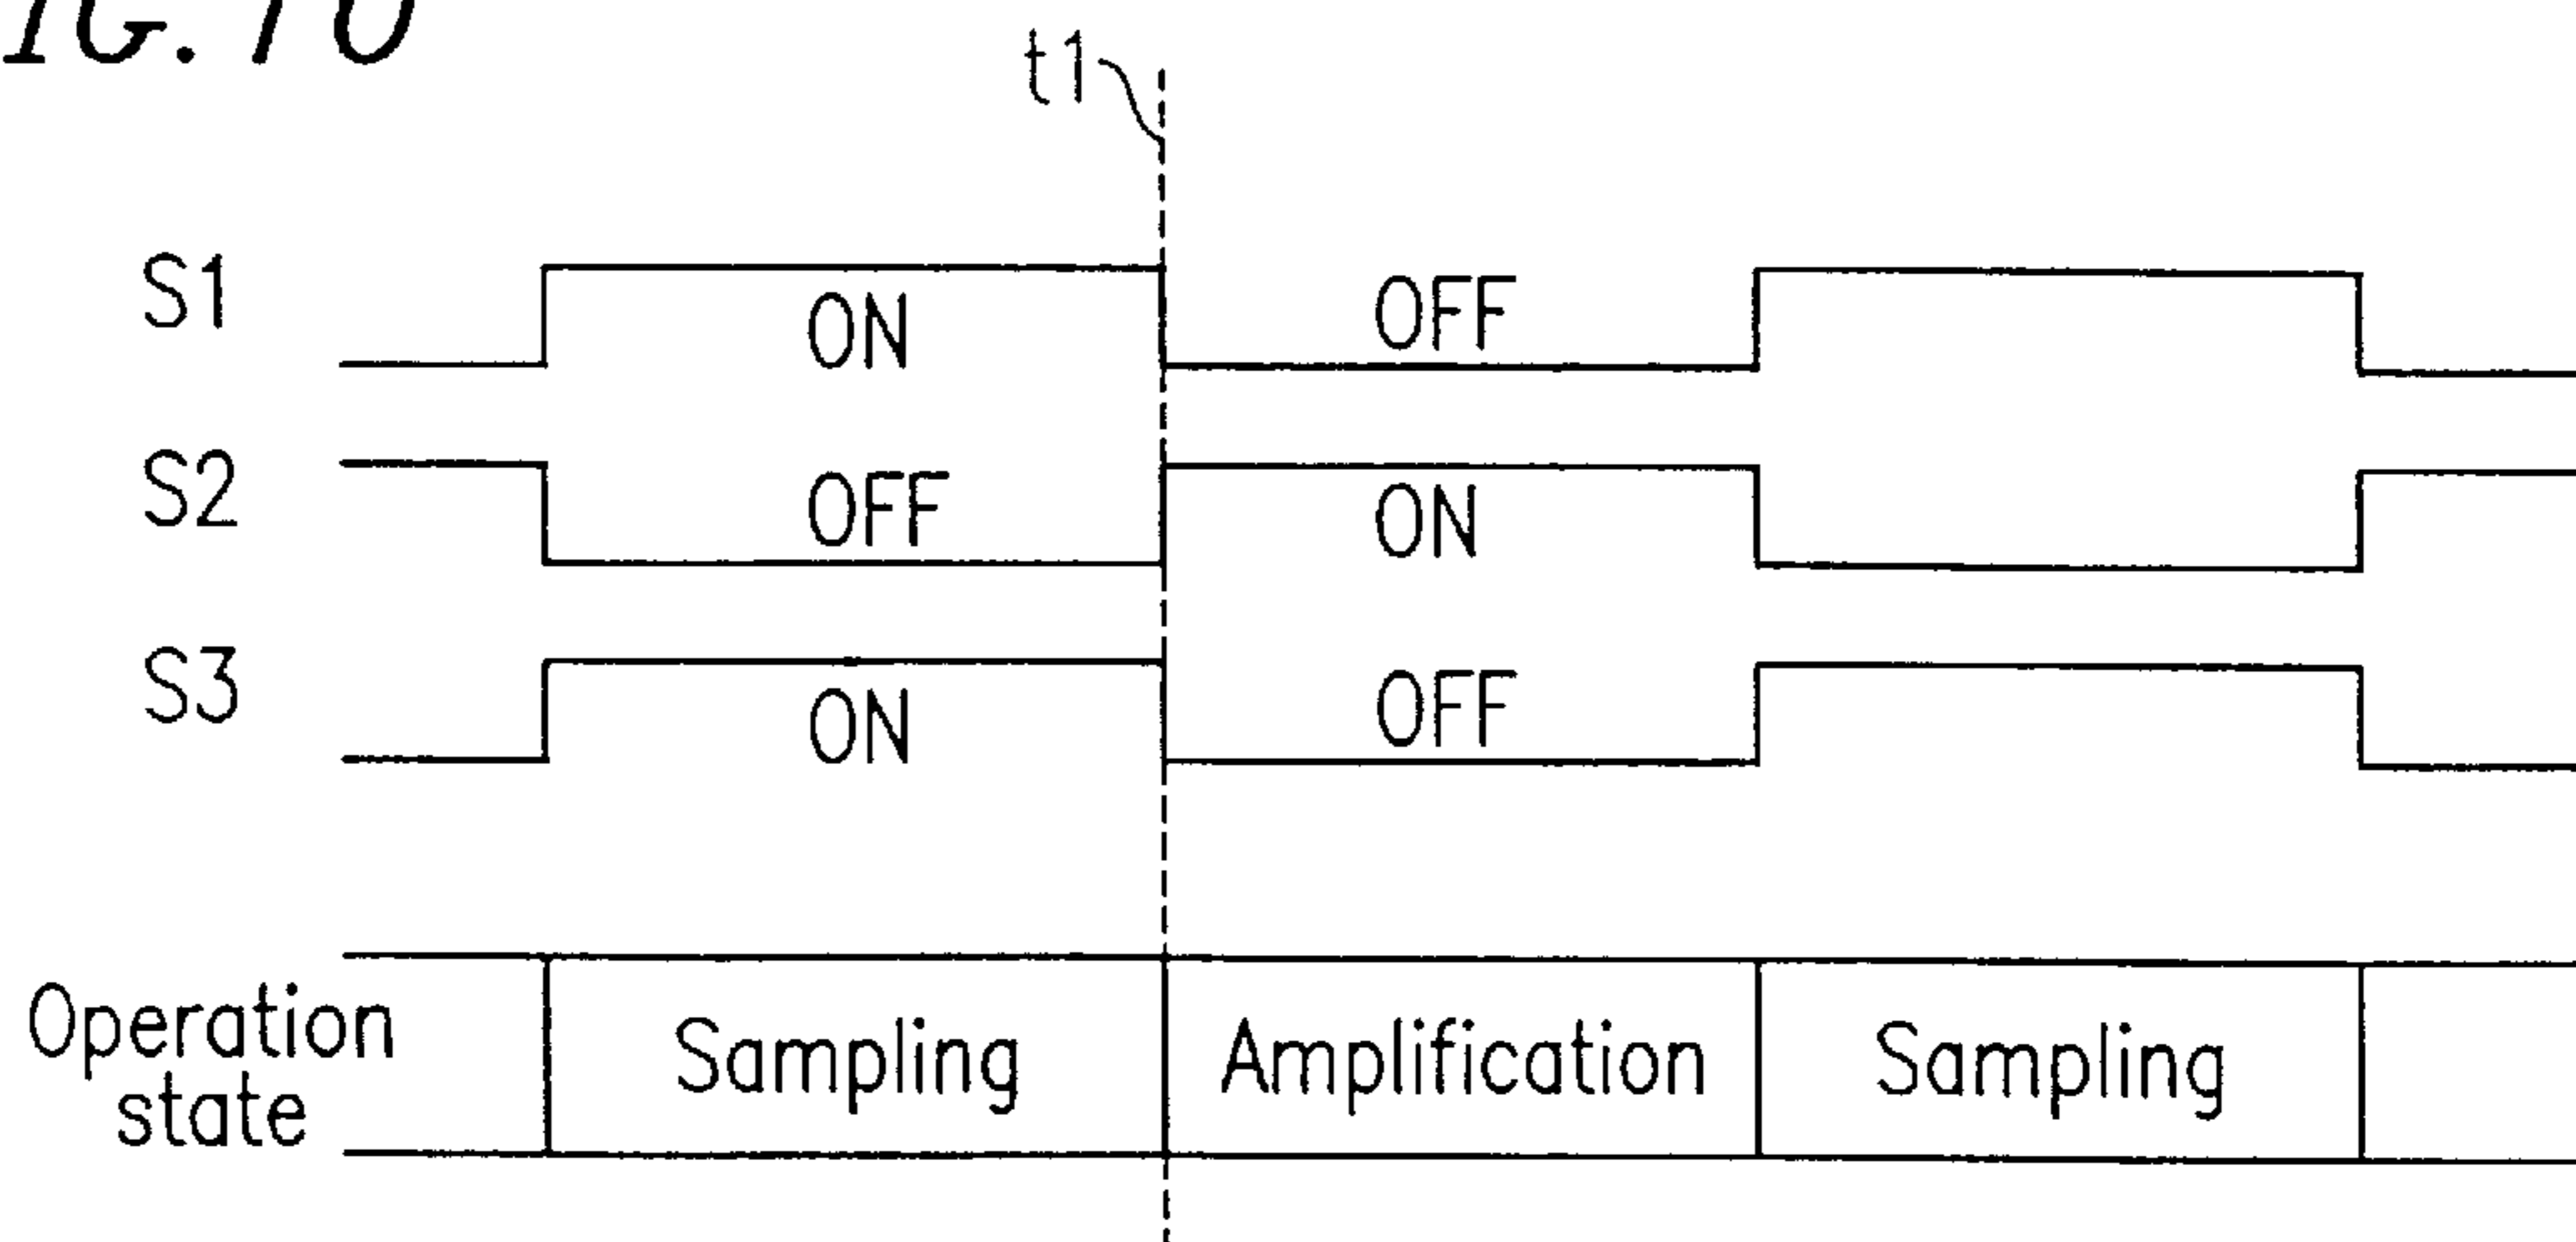 IG. 10
t1
S1 ON OFF
S2 OFF ON
S3 ON OFF
Operation state Sampling Amplification Sampling